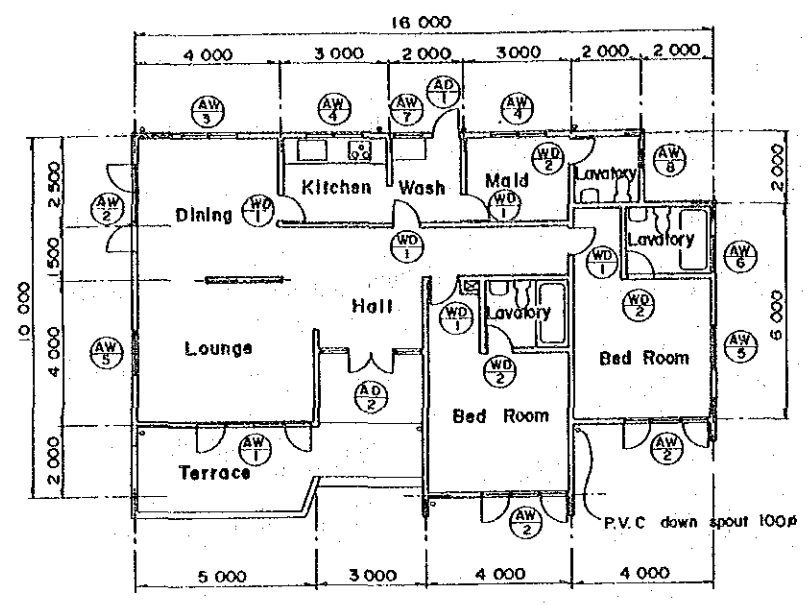 16 000
4 000 3 000 2 000 3000 2 000 2 000
AW 3
AW 4
AW 7
AD 1
AW 4
WD 2
AW 8
2 500
1500
4 000
2 000
10 000
2 000
6 000
AW 2
Dining
WD 1
Kitchen
Wash
Maid
WD 1
Lavatory
WD 1
Lavatory
WD 1
AW 6
Hall
WD 1
Lavatory
WD 2
AW 5
Lounge
AD 2
WD 2
Bed Room
AW 5
Bed Room
AW 1
Terrace
AW 2
AW 2
P.V.C down spout 100φ
5 000 3 000 4 000 4 000